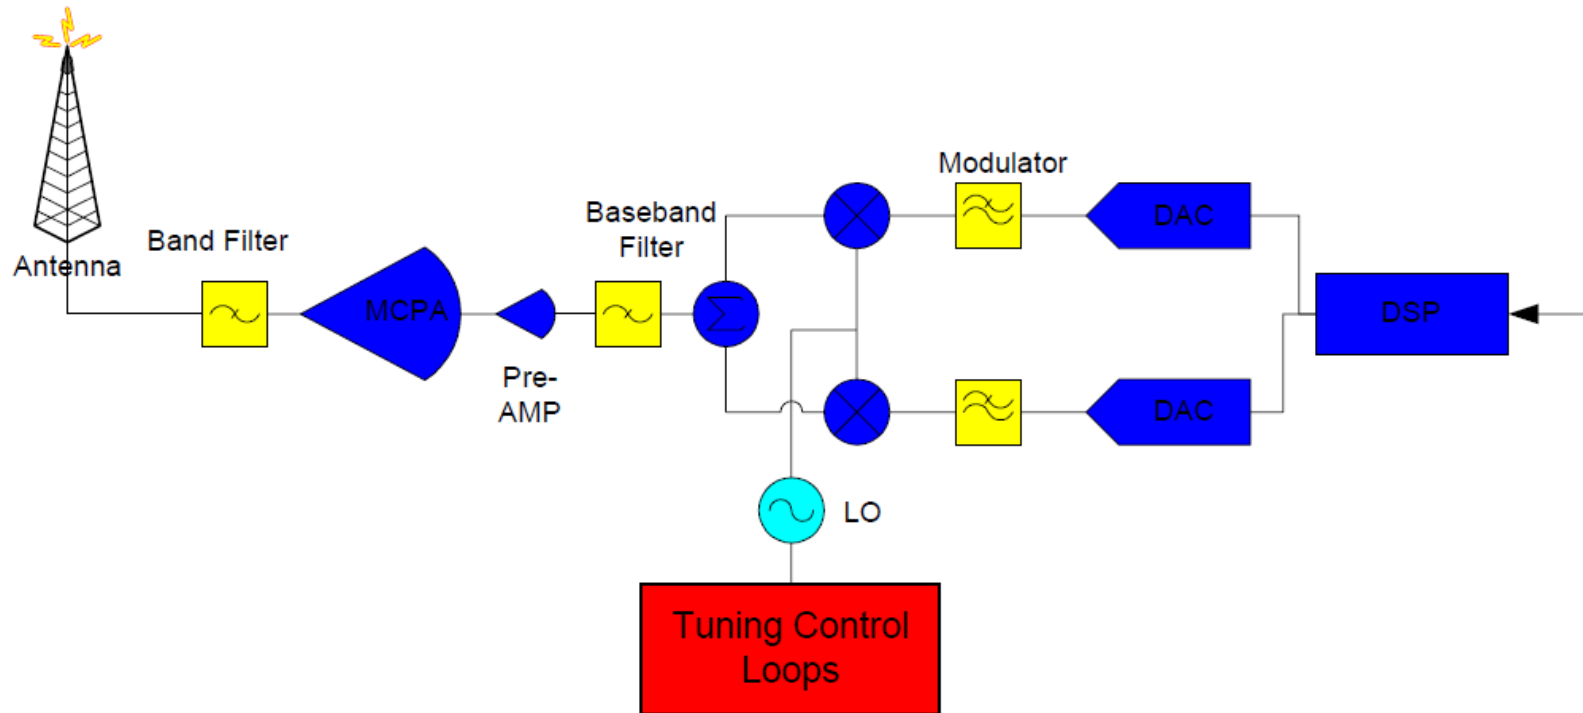 Modulator
Baseband
Filter
DAC
Band Filter
Antenna
MCPA
Σ
DSP
Pre-
AMP
DAC
LO
Tuning Control
Loops